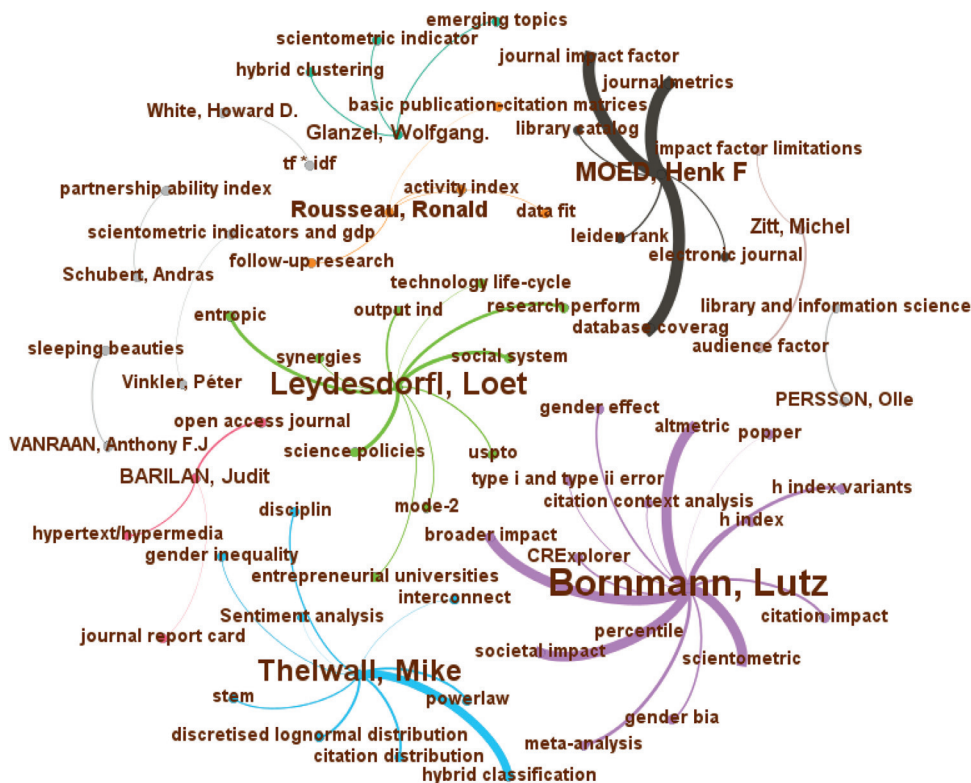 emerging topics
scientometric indicator
journal impact factor
hybrid clustering
journal metrics
White, Howard D.
basic publication-citation matrices
Glanzel, Wolfgang.
library catalog
impact factor limitations
tf * idf
MOED, Henk F
partnership ability index
activity index
Rousseau, Ronald
data fit
Zitt, Michel
scientometric indicators and gdp
leiden rank
electronic journal
follow-up research
Schubert, Andras
technology life-cycle
entropic
output ind
research perform
library and information science
database coverag
sleeping beauties
synergies
social system
audience factor
Vinkler, Péter
Leydesdorfl, Loet
PERSSON, Olle
open access journal
gender effect
altmetric
popper
VANRAAN, Anthony F.J
science policies
uspto
BARILAN, Judit
type i and type ii error
h index variants
citation context analysis
disciplin
mode-2
h index
hypertext/hypermedia
broader impact
gender inequality
CRExplorer
entrepreneurial universities
Bornmann, Lutz
interconnect
Sentiment analysis
citation impact
percentile
journal report card
societal impact
scientometric
Thelwall, Mike
stem
powerlaw
gender bia
discretised lognormal distribution
meta-analysis
citation distribution
hybrid classification